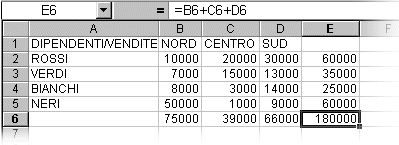 E6 = =B6+C6+D6
A B C D E F
1 DIPENDENTI/VENDITE NORD CENTRO SUD
2 ROSSI 10000 20000 30000 60000
3 VERDI 7000 15000 13000 35000
4 BIANCHI 8000 3000 14000 25000
5 NERI 50000 1000 9000 60000
6 75000 39000 66000 180000
7